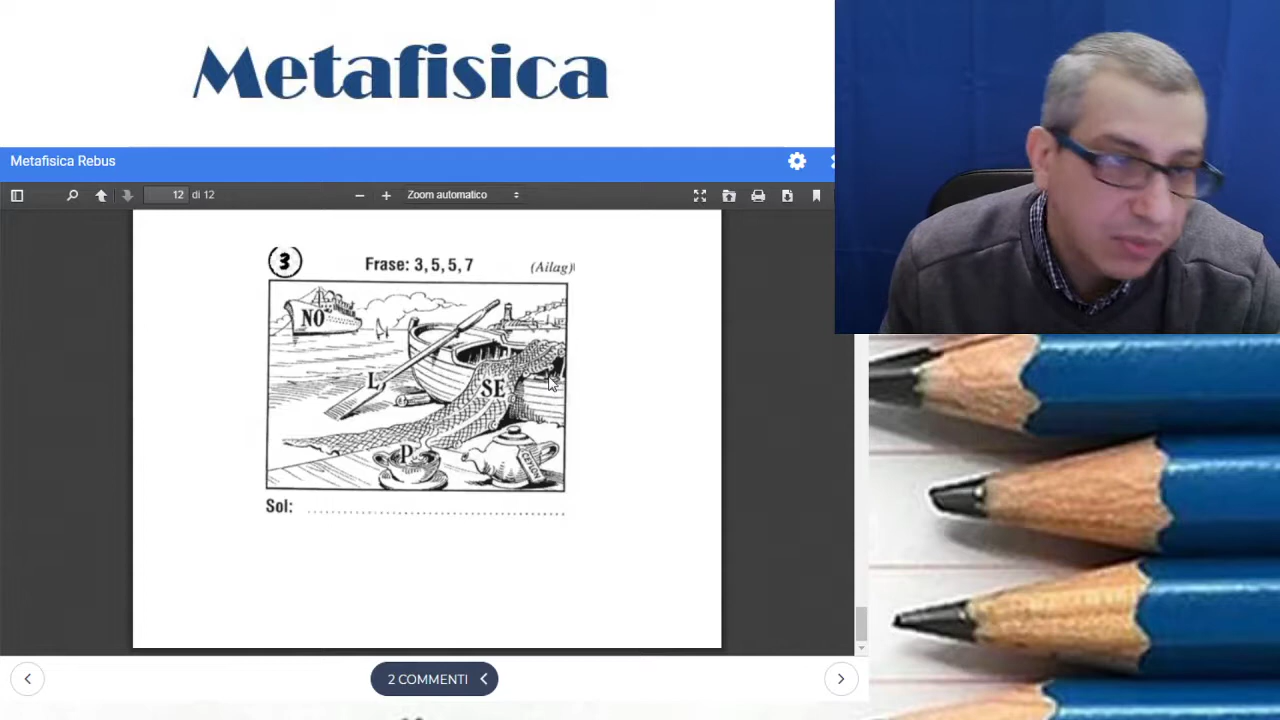 Metafisica
Metafisica Rebus
12 di 12
Zoom automatico
3
Frase: 3, 5, 5, 7
(Ailag)
NO
L
SE
P
CEYLON
Sol:
2 COMMENTI